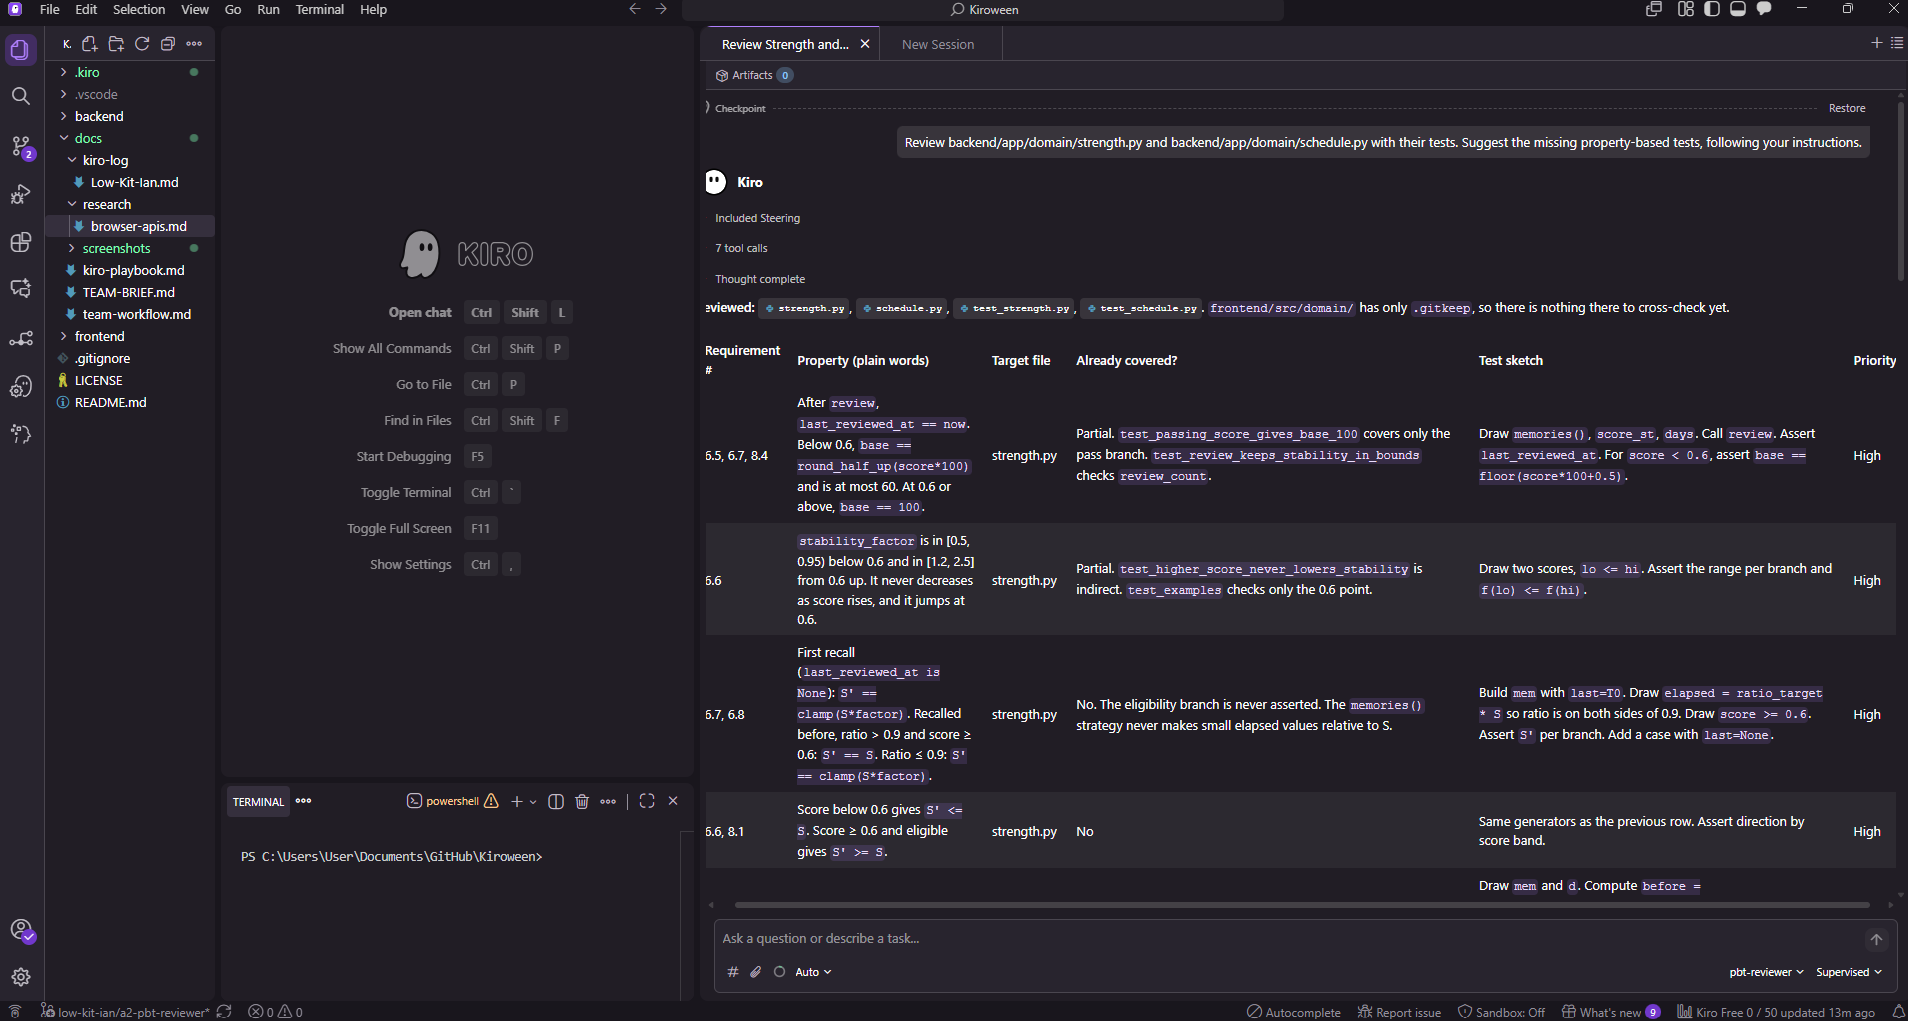 File Edit Selection View Go Run Terminal Help
Kiroween
K.
.kiro
.vscode
backend
docs
kiro-log
Low-Kit-Ian.md
research
browser-apis.md
screenshots
kiro-playbook.md
TEAM-BRIEF.md
team-workflow.md
frontend
.gitignore
LICENSE
README.md
2
KIRO
Open chat Ctrl Shift L
Show All Commands Ctrl Shift P
Go to File Ctrl P
Find in Files Ctrl Shift F
Start Debugging F5
Toggle Terminal Ctrl `
Toggle Full Screen F11
Show Settings Ctrl ,
TERMINAL
powershell
PS C:\Users\User\Documents\GitHub\Kiroween>
Review Strength and...
New Session
Artifacts 0
Checkpoint
Restore
Review backend/app/domain/strength.py and backend/app/domain/schedule.py with their tests. Suggest the missing property-based tests, following your instructions.
Kiro
Included Steering
7 tool calls
Thought complete
eviewed: strength.py, schedule.py, test_strength.py, test_schedule.py. frontend/src/domain/ has only .gitkeep, so there is nothing there to cross-check yet.
Requirement
#
Property (plain words)
Target file
Already covered?
Test sketch
Priority
6.5, 6.7, 8.4
After review,
last_reviewed_at == now.
Below 0.6, base ==
round_half_up(score*100)
and is at most 60. At 0.6 or
above, base == 100.
strength.py
Partial. test_passing_score_gives_base_100 covers only the
pass branch. test_review_keeps_stability_in_bounds
checks review_count.
Draw memories(), score_st, days. Call review. Assert
last_reviewed_at. For score < 0.6, assert base ==
floor(score*100+0.5).
High
6.6
stability_factor is in [0.5,
0.95) below 0.6 and in [1.2, 2.5]
from 0.6 up. It never decreases
as score rises, and it jumps at
0.6.
strength.py
Partial. test_higher_score_never_lowers_stability is
indirect. test_examples checks only the 0.6 point.
Draw two scores, lo <= hi. Assert the range per branch and
f(lo) <= f(hi).
High
6.7, 6.8
First recall
(last_reviewed_at is
None): S' ==
clamp(S*factor). Recalled
before, ratio > 0.9 and score ≥
0.6: S' == S. Ratio ≤ 0.9: S'
== clamp(S*factor).
strength.py
No. The eligibility branch is never asserted. The memories()
strategy never makes small elapsed values relative to S.
Build mem with last=T0. Draw elapsed = ratio_target
* S so ratio is on both sides of 0.9. Draw score >= 0.6.
Assert S' per branch. Add a case with last=None.
High
6.6, 8.1
Score below 0.6 gives S' <=
S. Score ≥ 0.6 and eligible
gives S' >= S.
strength.py
No
Same generators as the previous row. Assert direction by
score band.
High
Draw mem and d. Compute before =
Ask a question or describe a task...
# Auto
pbt-reviewer
Supervised
low-kit-ian/a2-pbt-reviewer*
0 0
Autocomplete
Report issue
Sandbox: Off
What's new 9
Kiro Free 0 / 50 updated 13m ago